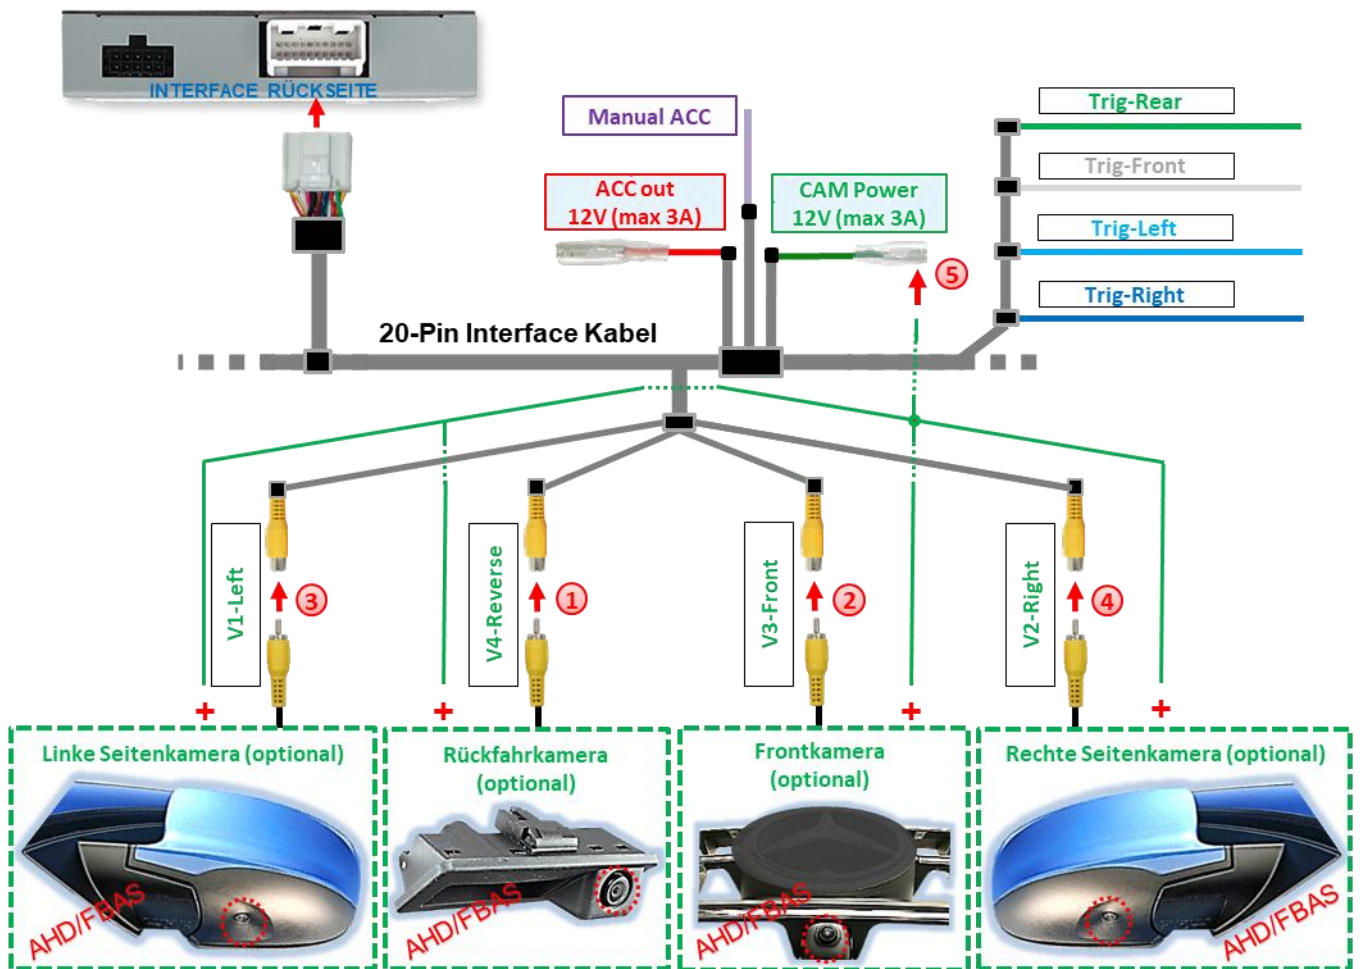 INTERFACE RÜCKSEITE
Manual ACC
ACC out
12V (max 3A)
CAM Power
12V (max 3A)
Trig-Rear
Trig-Front
Trig-Left
Trig-Right
5
20-Pin Interface Kabel
V1-Left
3
V4-Reverse
1
V3-Front
2
V2-Right
4
+
+
+
+
Linke Seitenkamera (optional)
AHD/FBAS
Rückfahrkamera
(optional)
AHD/FBAS
Frontkamera
(optional)
AHD/FBAS
Rechte Seitenkamera (optional)
AHD/FBAS